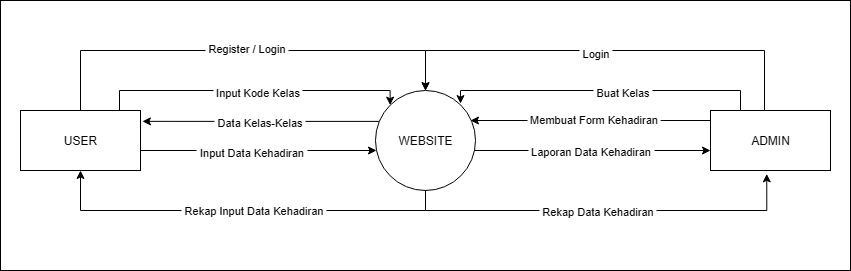 Register / Login
Login
Input Kode Kelas
Buat Kelas
Data Kelas-Kelas
Membuat Form Kehadiran
USER
WEBSITE
ADMIN
Input Data Kehadiran
Laporan Data Kehadiran
Rekap Input Data Kehadiran
Rekap Data Kehadiran